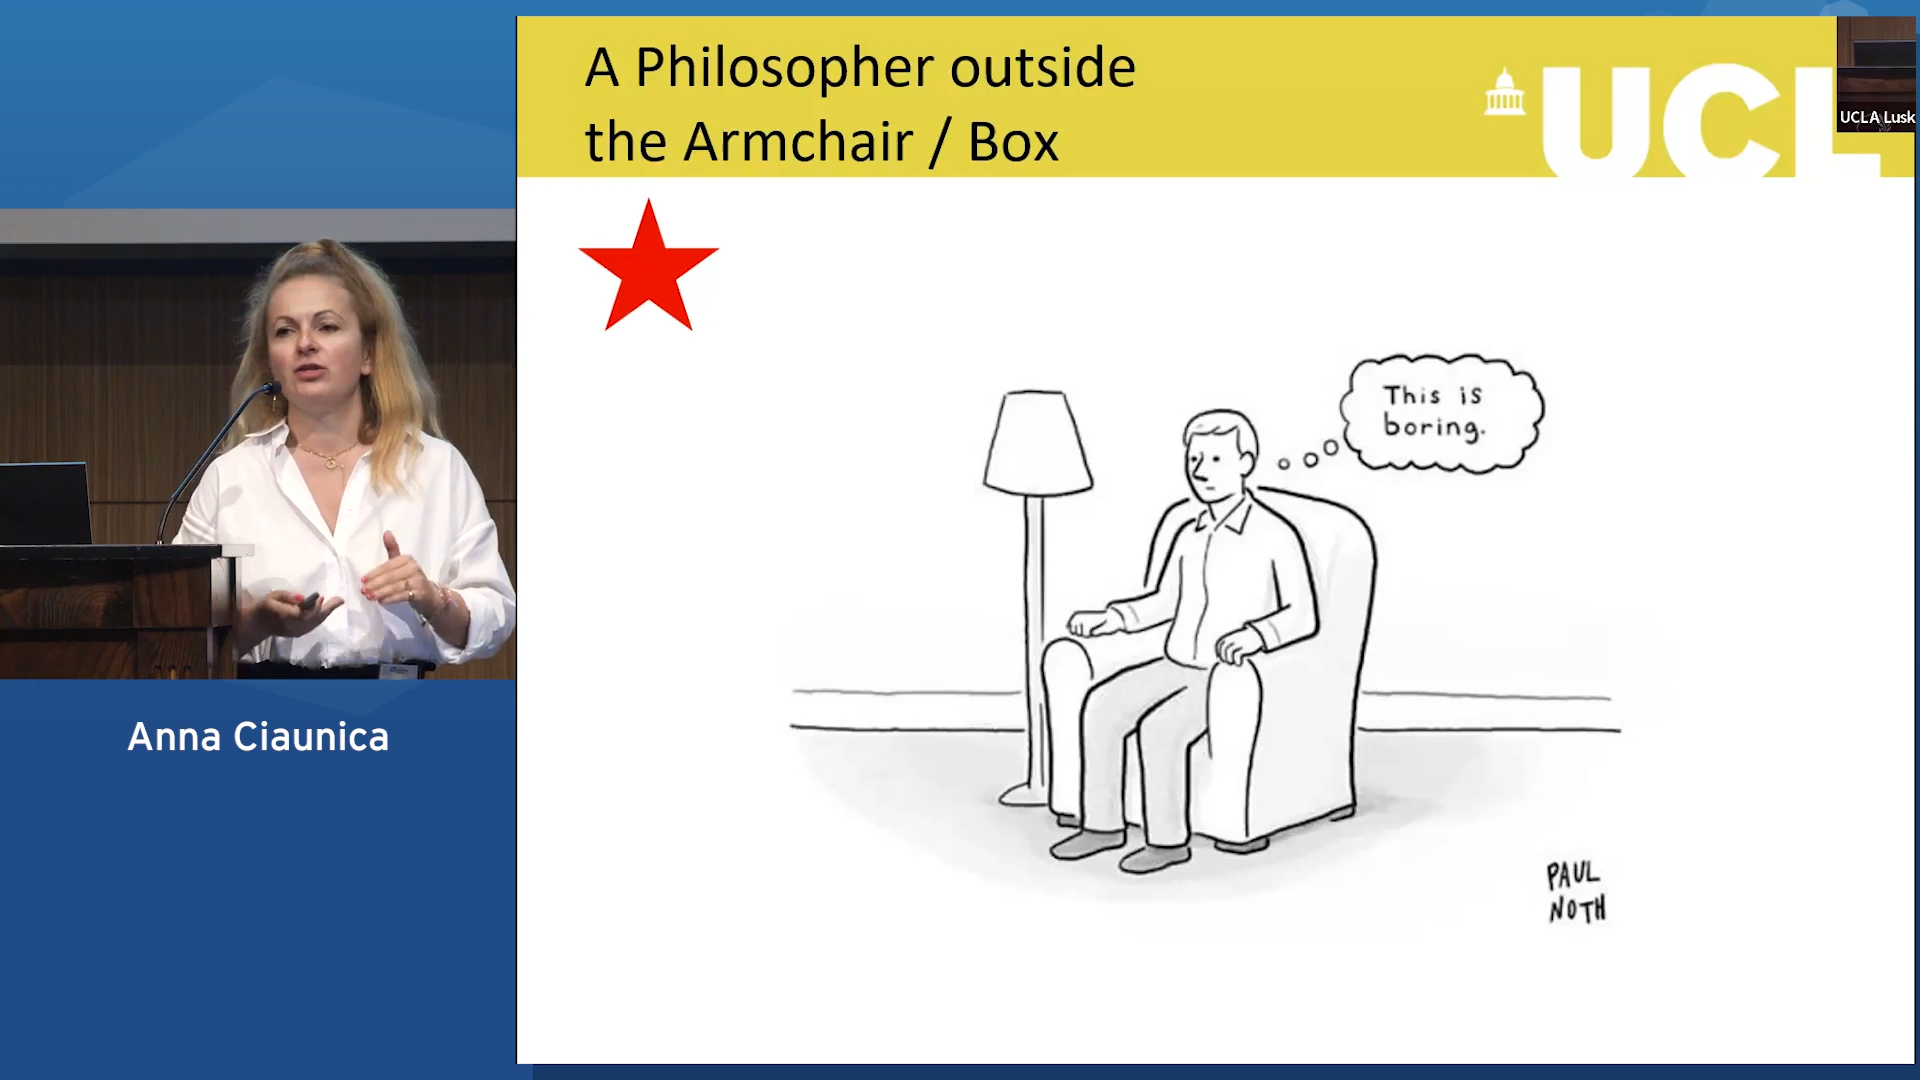 A Philosopher outside
the Armchair / Box
UCL
UCLA Lusk
This is
boring.
PAUL
NOTH
Anna Ciaunica